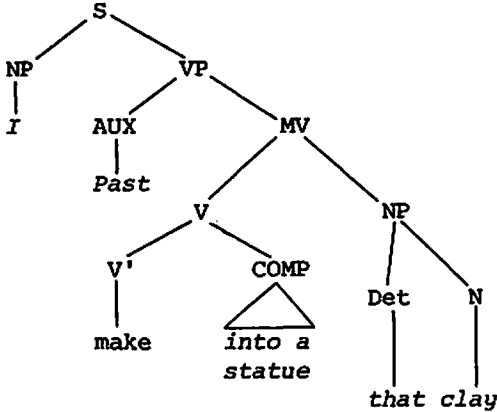 S
NP VP
I AUX MV
Past
V NP
V' COMP Det N
make into a
statue
that clay